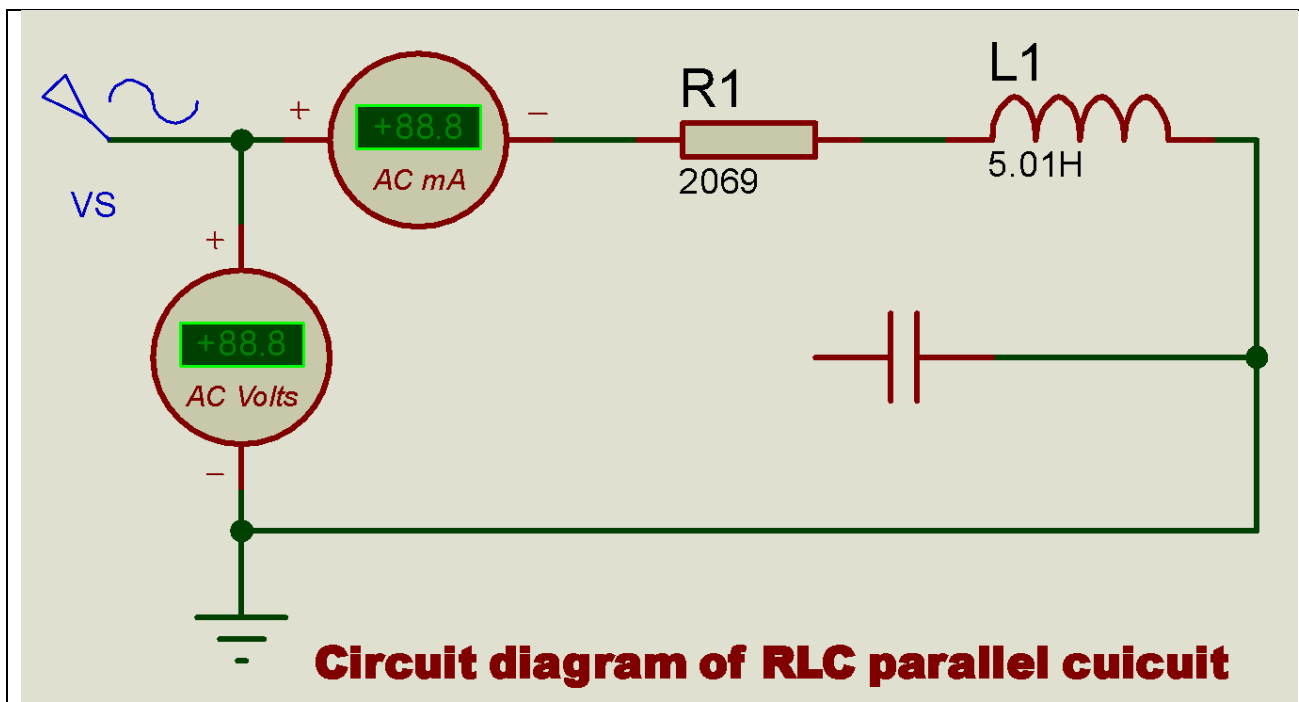 L1
R1
+ +88.8 −
AC mA
2069
5.01H
VS
+
+88.8
AC Volts
−
Circuit diagram of RLC parallel cuicuit